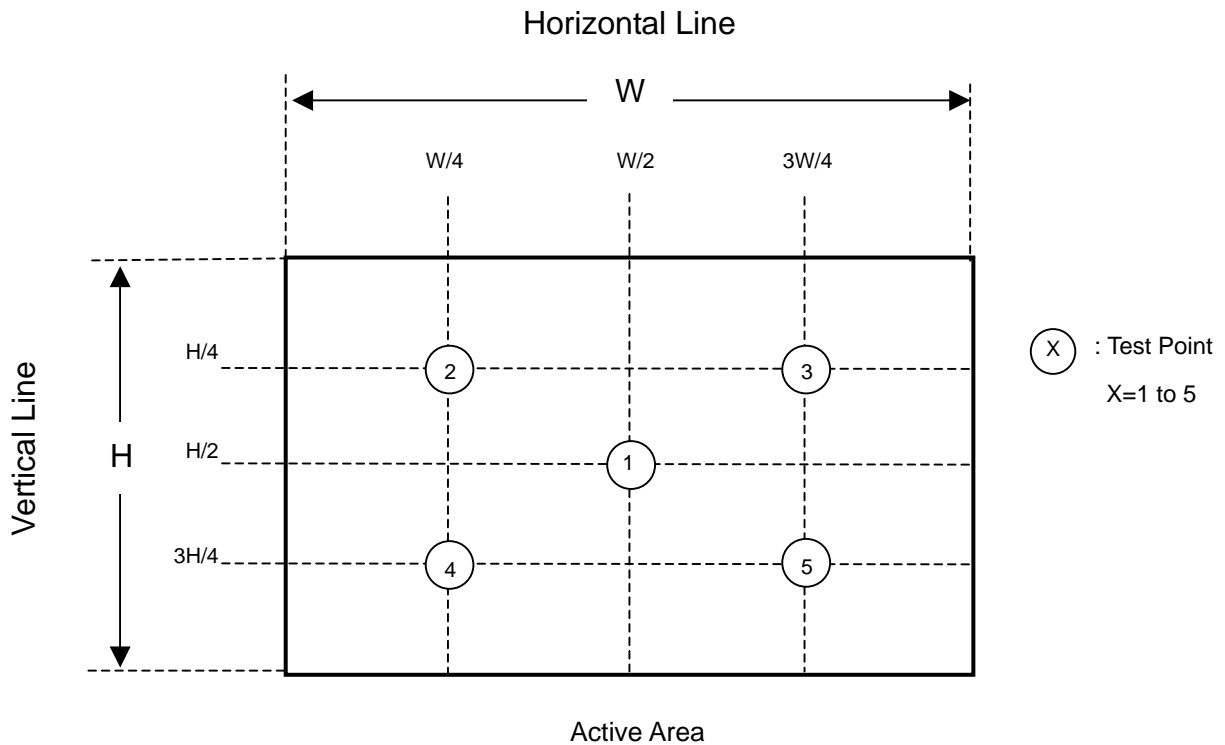 Horizontal Line
W
W/4 W/2 3W/4
H/4
2 3
X : Test Point
X=1 to 5
Vertical Line
H
H/2
1
3H/4
4 5
Active Area